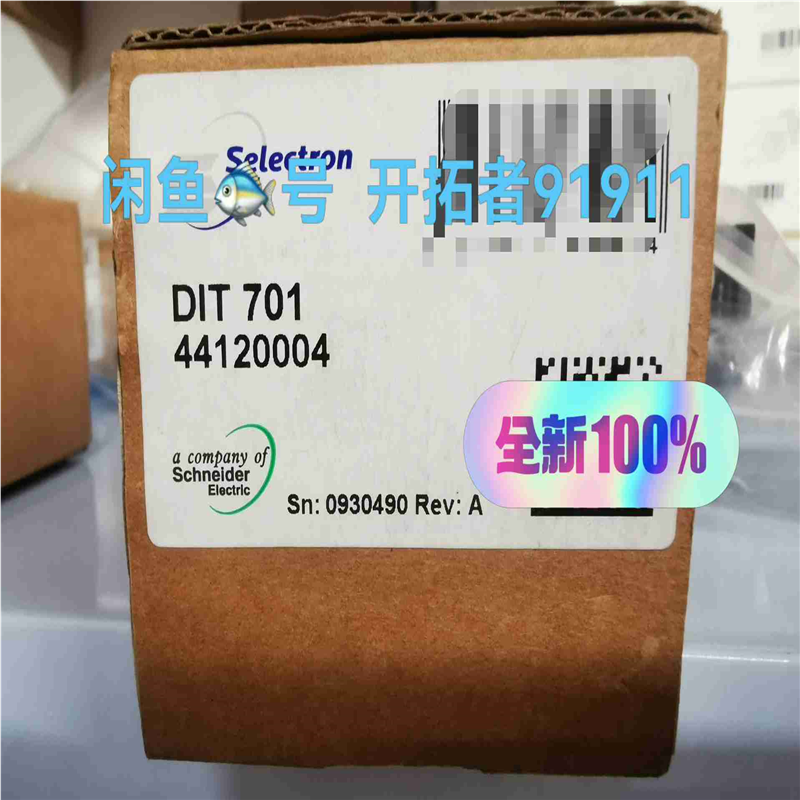 Selectron
闲鱼🐟号 开拓者91911
4
DIT 701
44120004
全新100%
a company of
Schneider
Electric
Sn: 0930490 Rev: A